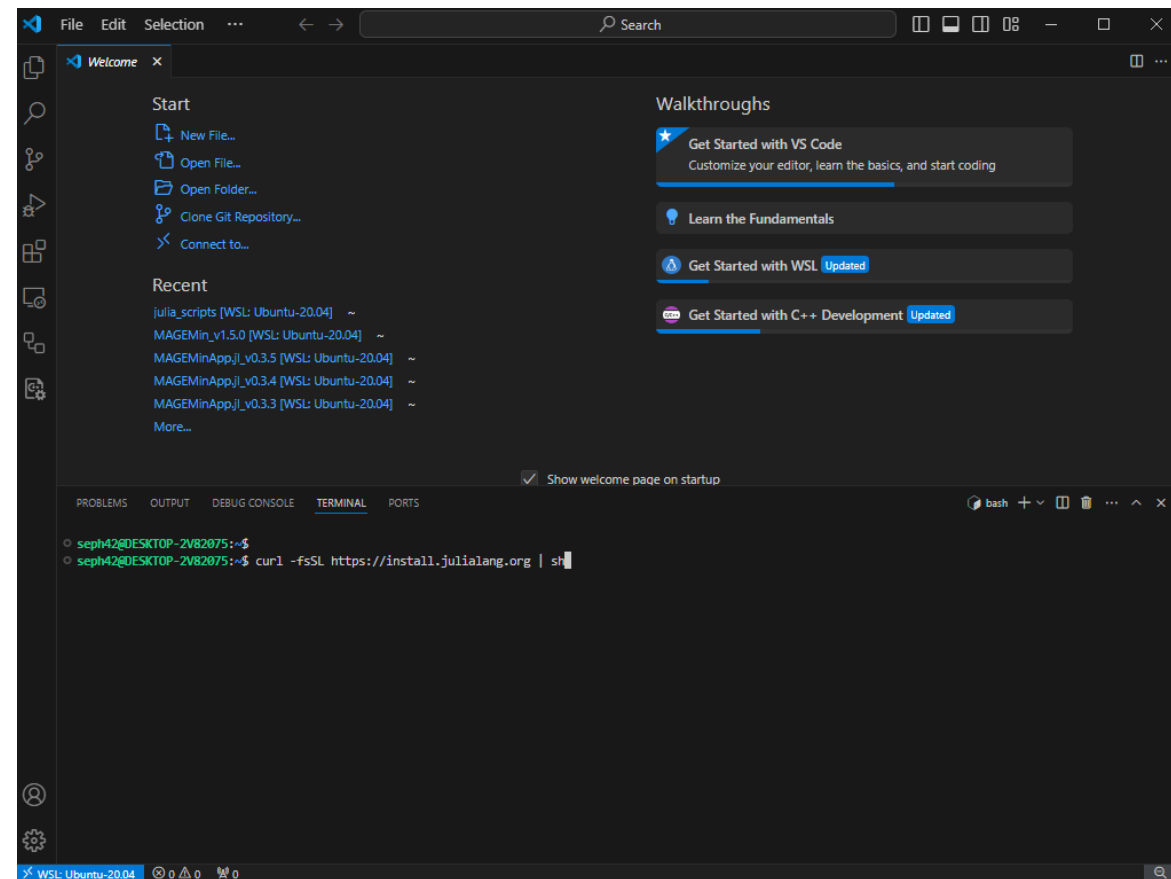 File Edit Selection ··· Search
Welcome
Start
New File...
Open File...
Open Folder...
Clone Git Repository...
Connect to...
Recent
julia_scripts [WSL: Ubuntu-20.04] ~
MAGEMin_v1.5.0 [WSL: Ubuntu-20.04] ~
MAGEMinApp.jl_v0.3.5 [WSL: Ubuntu-20.04] ~
MAGEMinApp.jl_v0.3.4 [WSL: Ubuntu-20.04] ~
MAGEMinApp.jl_v0.3.3 [WSL: Ubuntu-20.04] ~
More...
Walkthroughs
Get Started with VS Code
Customize your editor, learn the basics, and start coding
Learn the Fundamentals
Get Started with WSL Updated
Get Started with C++ Development Updated
Show welcome page on startup
PROBLEMS OUTPUT DEBUG CONSOLE TERMINAL PORTS bash
seph42@DESKTOP-2V82075:~$
seph42@DESKTOP-2V82075:~$ curl -fsSL https://install.julialang.org | sh
WSL: Ubuntu-20.04 0 0 0